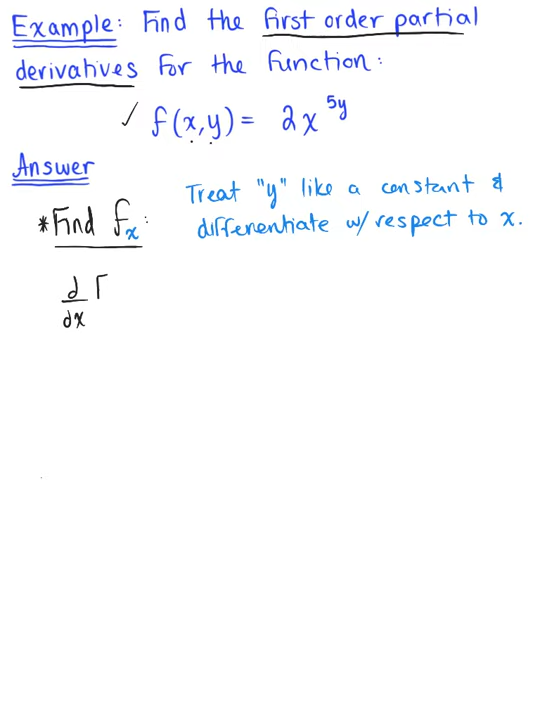 Example: Find the first order partial
derivatives for the function:
✓ f(x,y) = 2x^{5y}
Answer
*Find f_x:
Treat "y" like a constant &
differentiate w/ respect to x.
d/dx [